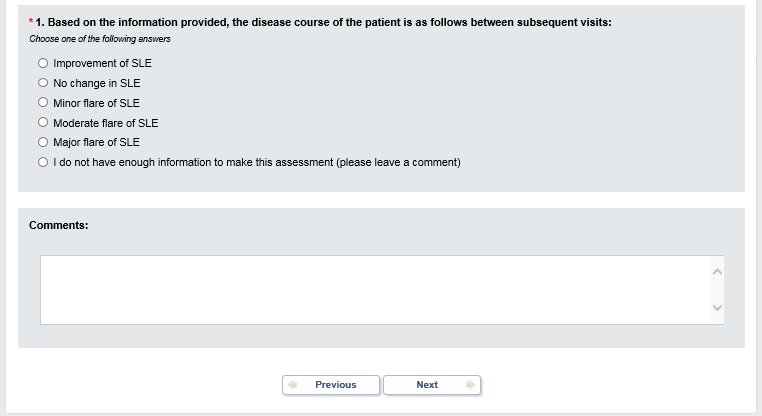 * 1. Based on the information provided, the disease course of the patient is as follows between subsequent visits:
Choose one of the following answers
Improvement of SLE
No change in SLE
Minor flare of SLE
Moderate flare of SLE
Major flare of SLE
I do not have enough information to make this assessment (please leave a comment)
Comments:
Previous
Next